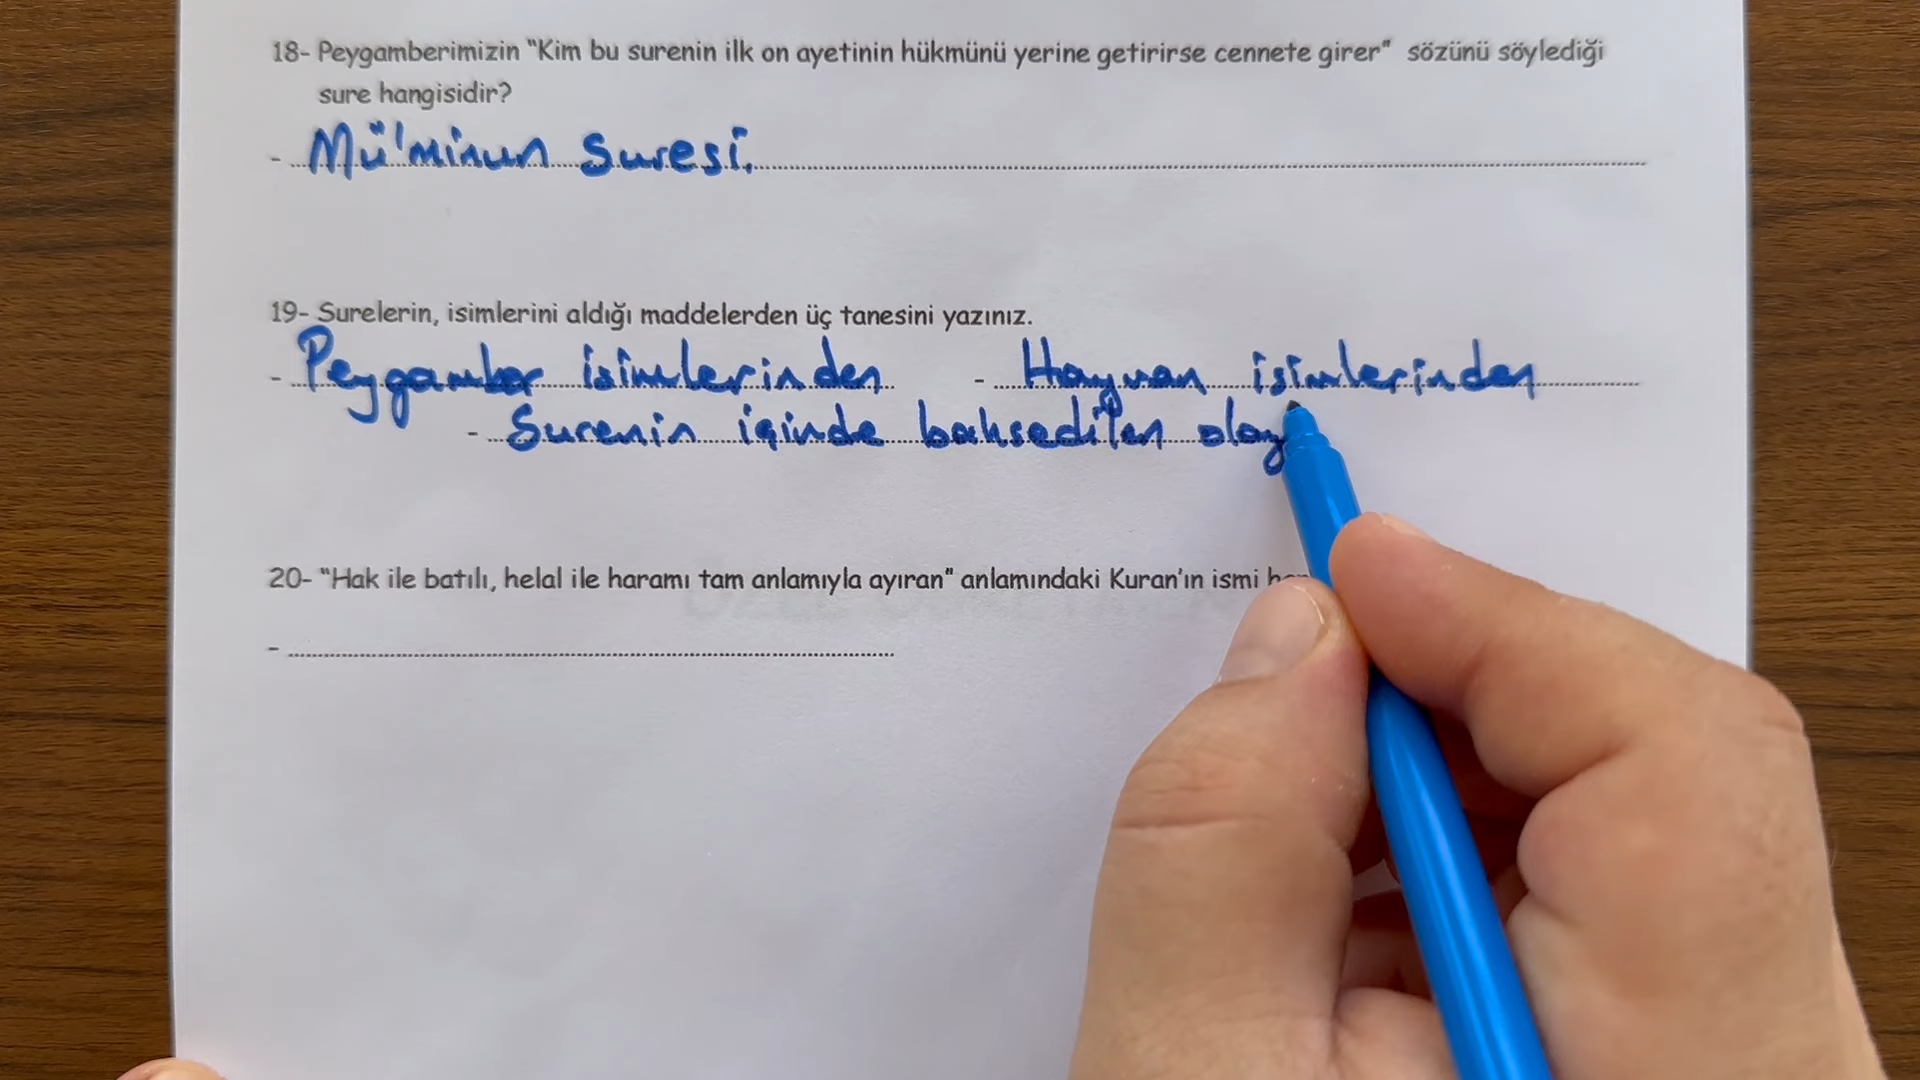 18- Peygamberimizin "Kim bu surenin ilk on ayetinin hükmünü yerine getirirse cennete girer" sözünü söylediği
sure hangisidir?
- Mü'minun Suresi.
19- Surelerin, isimlerini aldığı maddelerden üç tanesini yazınız.
- Peygamber isimlerinden - Hayvan isimlerinden
- Surenin içinde bahsedilen olay
20- "Hak ile batılı, helal ile haramı tam anlamıyla ayıran" anlamındaki Kuran'ın ismi
-